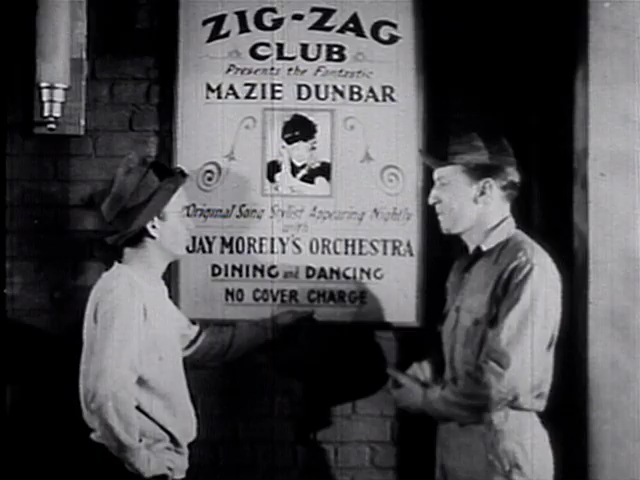 ZIG-ZAG
CLUB
Presents the Fantastic
MAZIE DUNBAR
Original Song Stylist Appearing Nightly
with
JAY MORELY'S ORCHESTRA
DINING and DANCING
NO COVER CHARGE